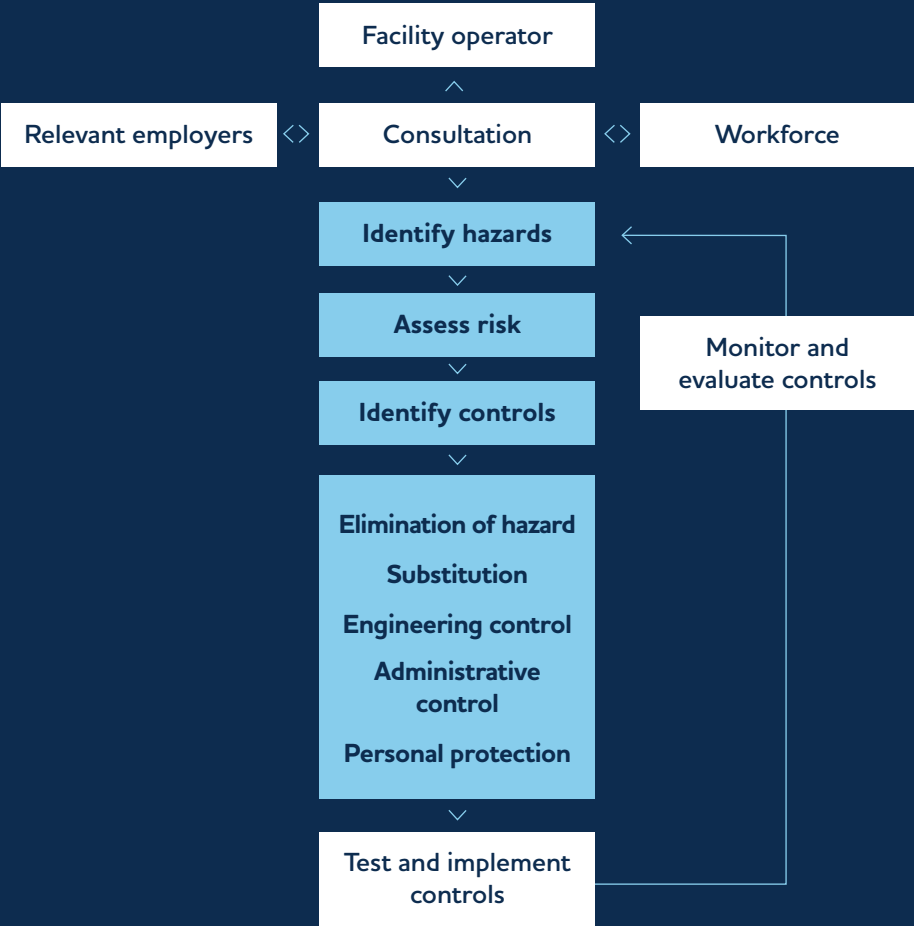 Facility operator
Relevant employers
Consultation
Workforce
Identify hazards
Assess risk
Monitor and
evaluate controls
Identify controls
Elimination of hazard
Substitution
Engineering control
Administrative
control
Personal protection
Test and implement
controls